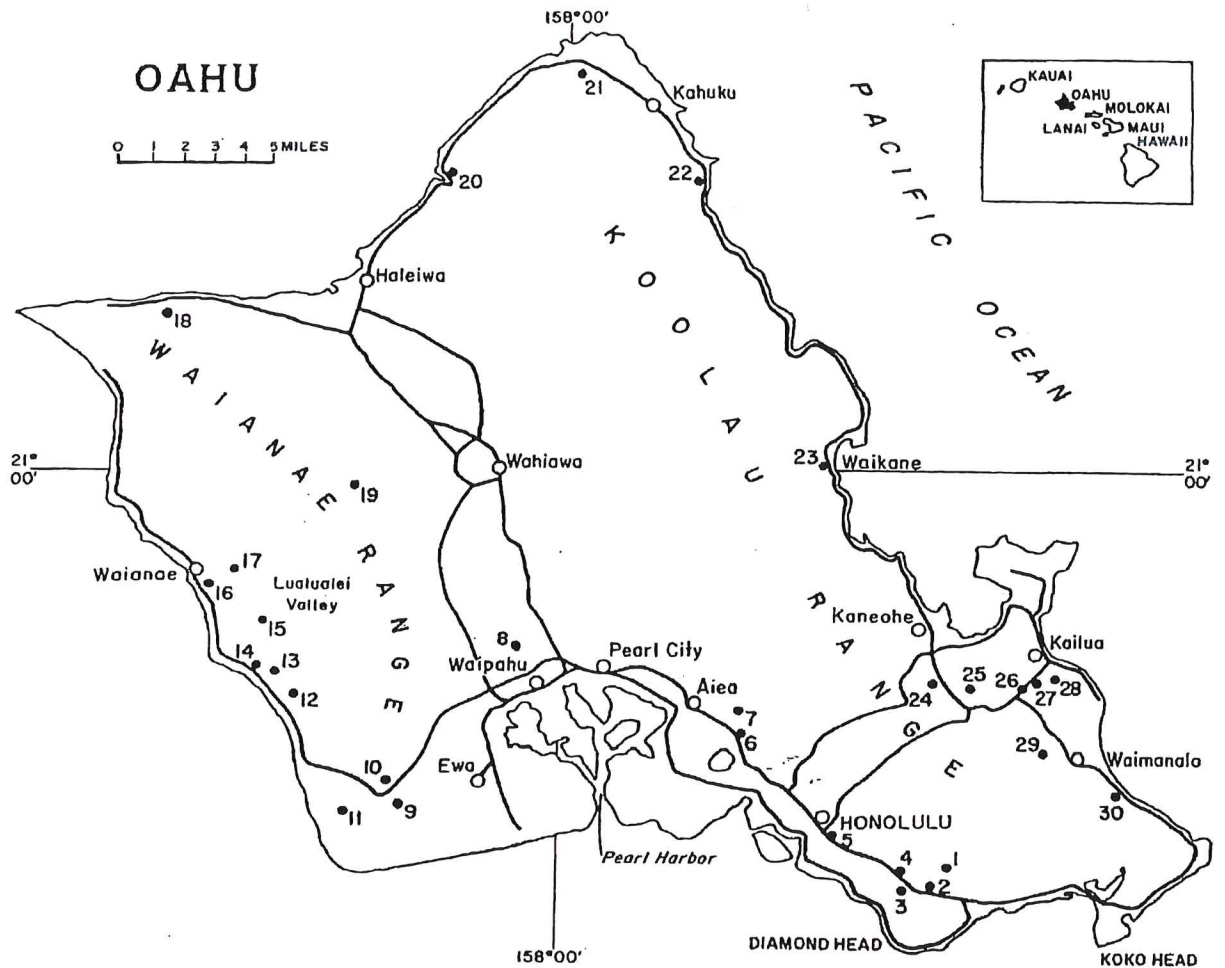 158°00'
OAHU
0 1 2 3 4 5 MILES
KAUAI
OAHU
MOLOKAI
LANAI
MAUI
HAWAII
PACIFIC OCEAN
21
Kahuku
20
22
KOOLAU RANGE
Haleiwa
18
WAIANAE RANGE
21°
00'
Wahiawa
23
Waikane
21°
00'
19
Waianae
17
16
Lualualei
Valley
15
14
13
12
8
Waipahu
Pearl City
Aiea
7
6
Kaneohe
Kailua
24
25
26
27
28
29
Waimanalo
30
10
Ewa
9
11
Pearl Harbor
HONOLULU
5
4
1
3
2
DIAMOND HEAD
KOKO HEAD
158°00'